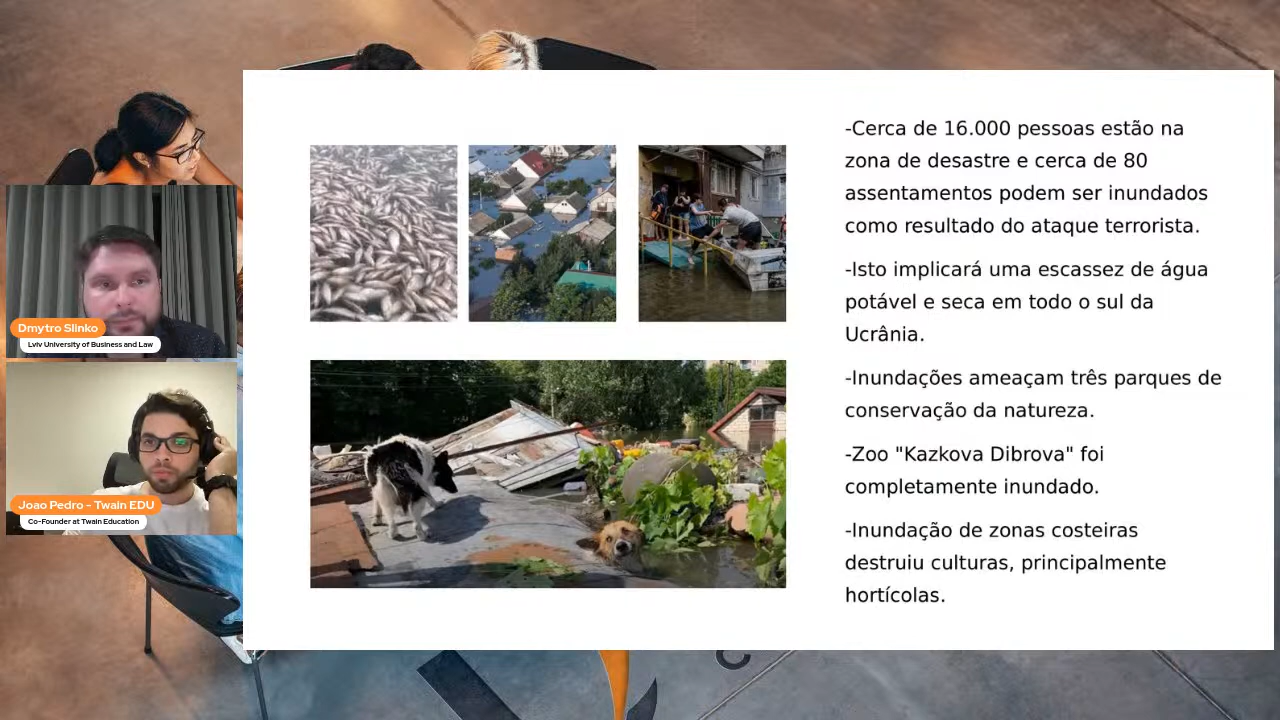 -Cerca de 16.000 pessoas estão na
zona de desastre e cerca de 80
assentamentos podem ser inundados
como resultado do ataque terrorista.
-Isto implicará uma escassez de água
potável e seca em todo o sul da
Ucrânia.
-Inundações ameaçam três parques de
conservação da natureza.
-Zoo "Kazkova Dibrova" foi
completamente inundado.
-Inundação de zonas costeiras
destruiu culturas, principalmente
hortícolas.
Dmytro Slinko
Lviv University of Business and Law
Joao Pedro - Twain EDU
Co-Founder at Twain Education